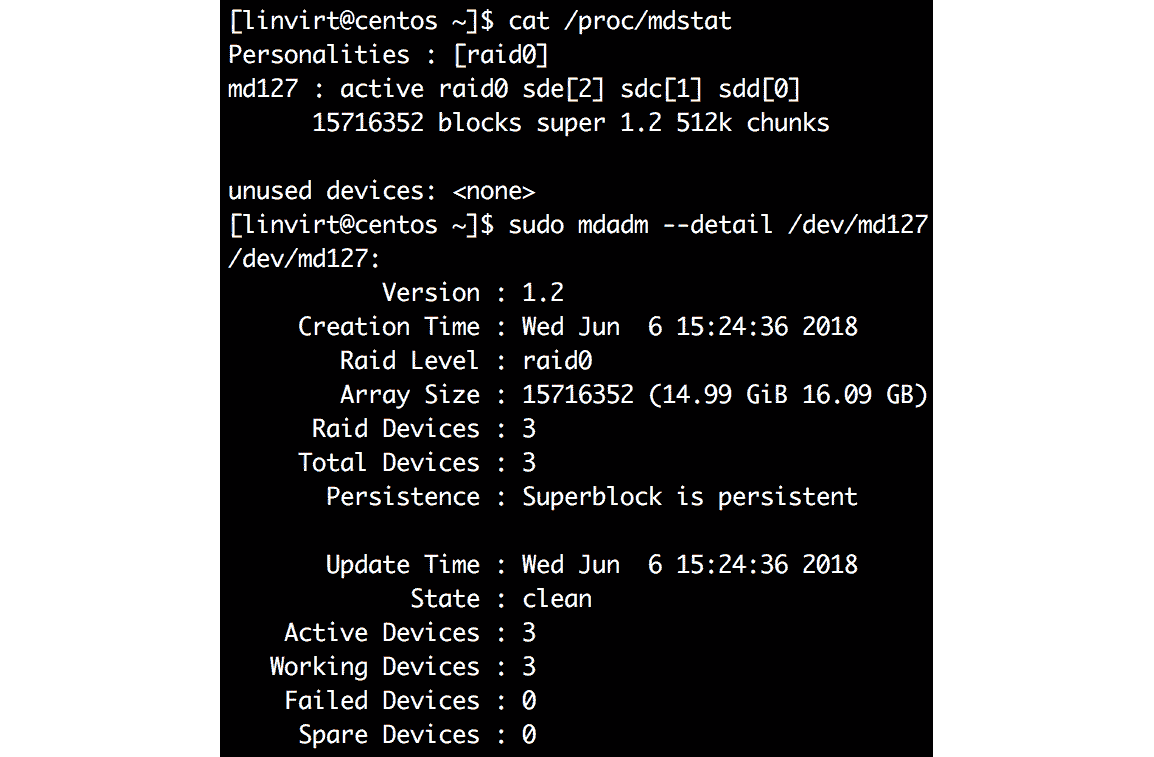 [linvirt@centos ~]$ cat /proc/mdstat
Personalities : [raid0]
md127 : active raid0 sde[2] sdc[1] sdd[0]
      15716352 blocks super 1.2 512k chunks

unused devices: <none>
[linvirt@centos ~]$ sudo mdadm --detail /dev/md127
/dev/md127:
           Version : 1.2
     Creation Time : Wed Jun  6 15:24:36 2018
        Raid Level : raid0
        Array Size : 15716352 (14.99 GiB 16.09 GB)
      Raid Devices : 3
     Total Devices : 3
       Persistence : Superblock is persistent

       Update Time : Wed Jun  6 15:24:36 2018
             State : clean
    Active Devices : 3
   Working Devices : 3
    Failed Devices : 0
     Spare Devices : 0